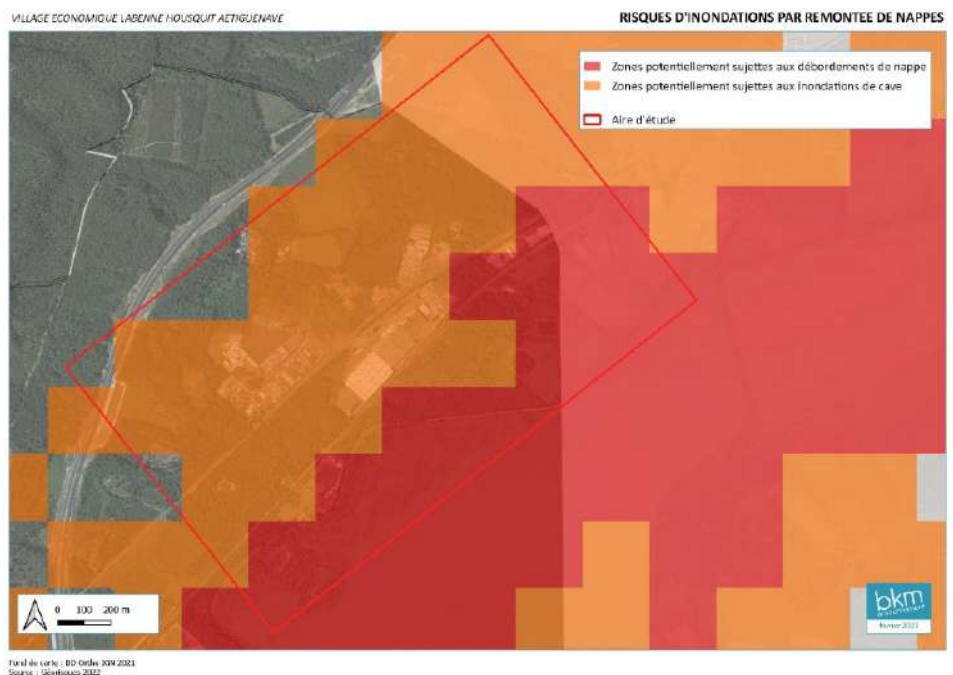 VILLAGE ECONOMIQUE LABENNE HOUSQUIT AETIGUENAVE
RISQUES D'INONDATIONS PAR REMONTEE DE NAPPES
Zones potentiellement sujettes aux débordements de nappe
Zones potentiellement sujettes aux inondations de cave
Aire d'étude
0 100 200 m
bkm
Fond de carte : BD Ortho IGN 2021
Source : Géorisques 2022